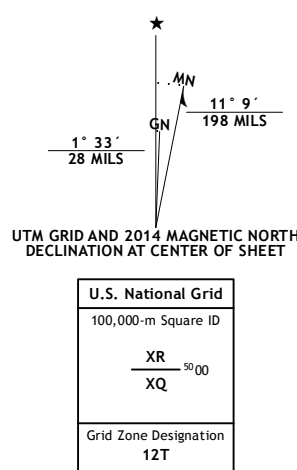 ★
MN
GN
11° 9´
198 MILS
1° 33´
28 MILS
UTM GRID AND 2014 MAGNETIC NORTH
DECLINATION AT CENTER OF SHEET
U.S. National Grid
100,000-m Square ID
XR
5000
XQ
Grid Zone Designation
12T